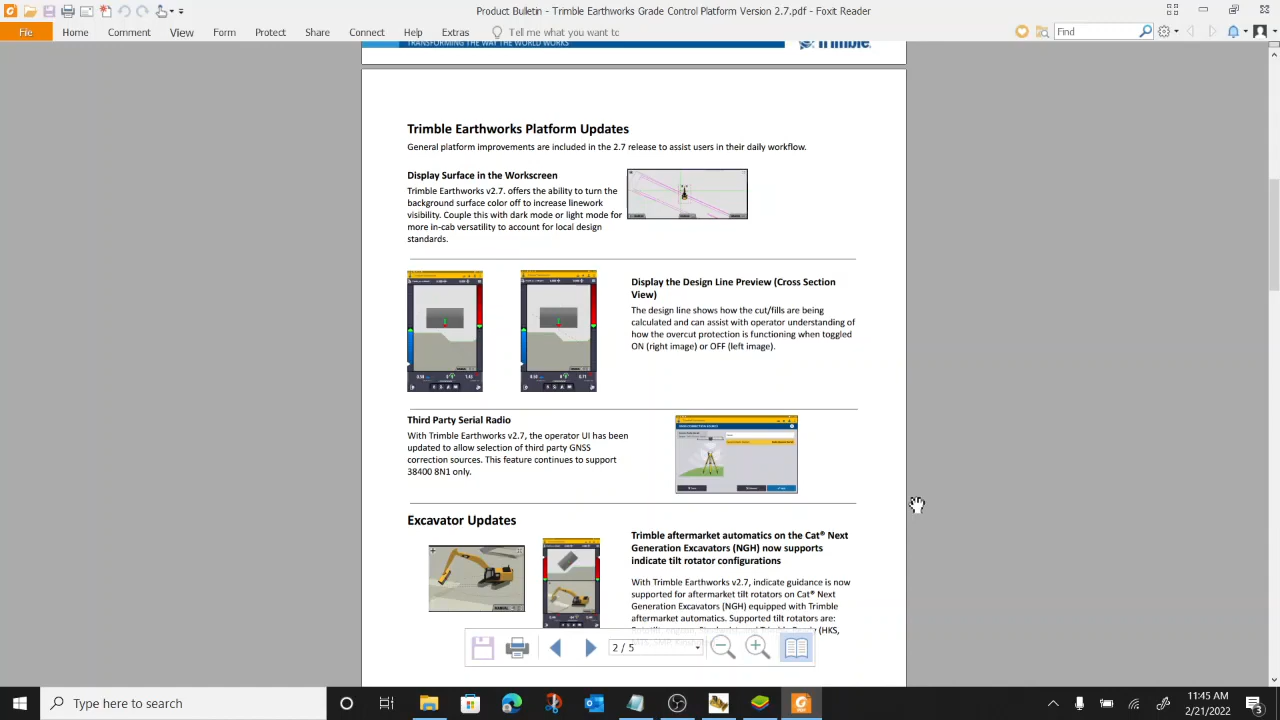 Product Bulletin - Trimble Earthworks Grade Control Platform Version 2.7.pdf - Foxit Reader
File Home Comment View Form Protect Share Connect Help Extras Tell me what you want to Find
TRANSFORMING THE WAY THE WORLD WORKS
Trimble
Trimble Earthworks Platform Updates
General platform improvements are included in the 2.7 release to assist users in their daily workflow.
Display Surface in the Workscreen
Trimble Earthworks v2.7. offers the ability to turn the
background surface color off to increase linework
visibility. Couple this with dark mode or light mode for
more in-cab versatility to account for local design
standards.
Display the Design Line Preview (Cross Section
View)
The design line shows how the cut/fills are being
calculated and can assist with operator understanding of
how the overcut protection is functioning when toggled
ON (right image) or OFF (left image).
Third Party Serial Radio
With Trimble Earthworks v2.7, the operator UI has been
updated to allow selection of third party GNSS
correction sources. This feature continues to support
38400 8N1 only.
Excavator Updates
Trimble aftermarket automatics on the Cat® Next
Generation Excavators (NGH) now supports
indicate tilt rotator configurations
With Trimble Earthworks v2.7, indicate guidance is now
supported for aftermarket tilt rotators on Cat® Next
Generation Excavators (NGH) equipped with Trimble
aftermarket automatics. Supported tilt rotators are:
(HKS,
MANUAL
2 / 5
Type here to search
11:45 AM
2/21/2022
3